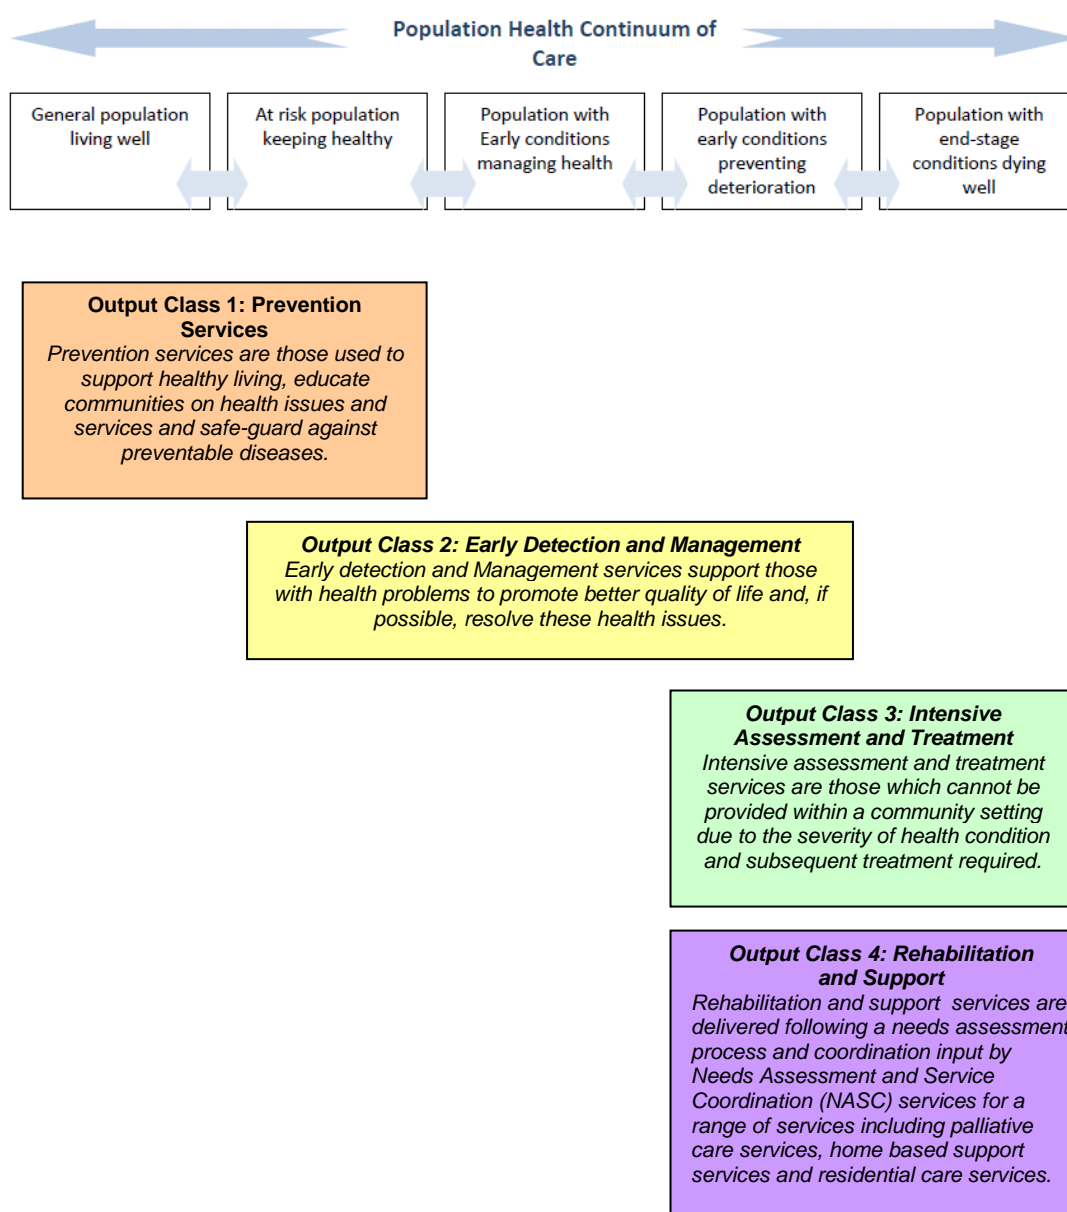 Population Health Continuum of
Care
General population
living well
At risk population
keeping healthy
Population with
Early conditions
managing health
Population with
early conditions
preventing
deterioration
Population with
end-stage
conditions dying
well
Output Class 1: Prevention
Services
Prevention services are those used to
support healthy living, educate
communities on health issues and
services and safe-guard against
preventable diseases.
Output Class 2: Early Detection and Management
Early detection and Management services support those
with health problems to promote better quality of life and, if
possible, resolve these health issues.
Output Class 3: Intensive
Assessment and Treatment
Intensive assessment and treatment
services are those which cannot be
provided within a community setting
due to the severity of health condition
and subsequent treatment required.
Output Class 4: Rehabilitation
and Support
Rehabilitation and support services are
delivered following a needs assessment
process and coordination input by
Needs Assessment and Service
Coordination (NASC) services for a
range of services including palliative
care services, home based support
services and residential care services.